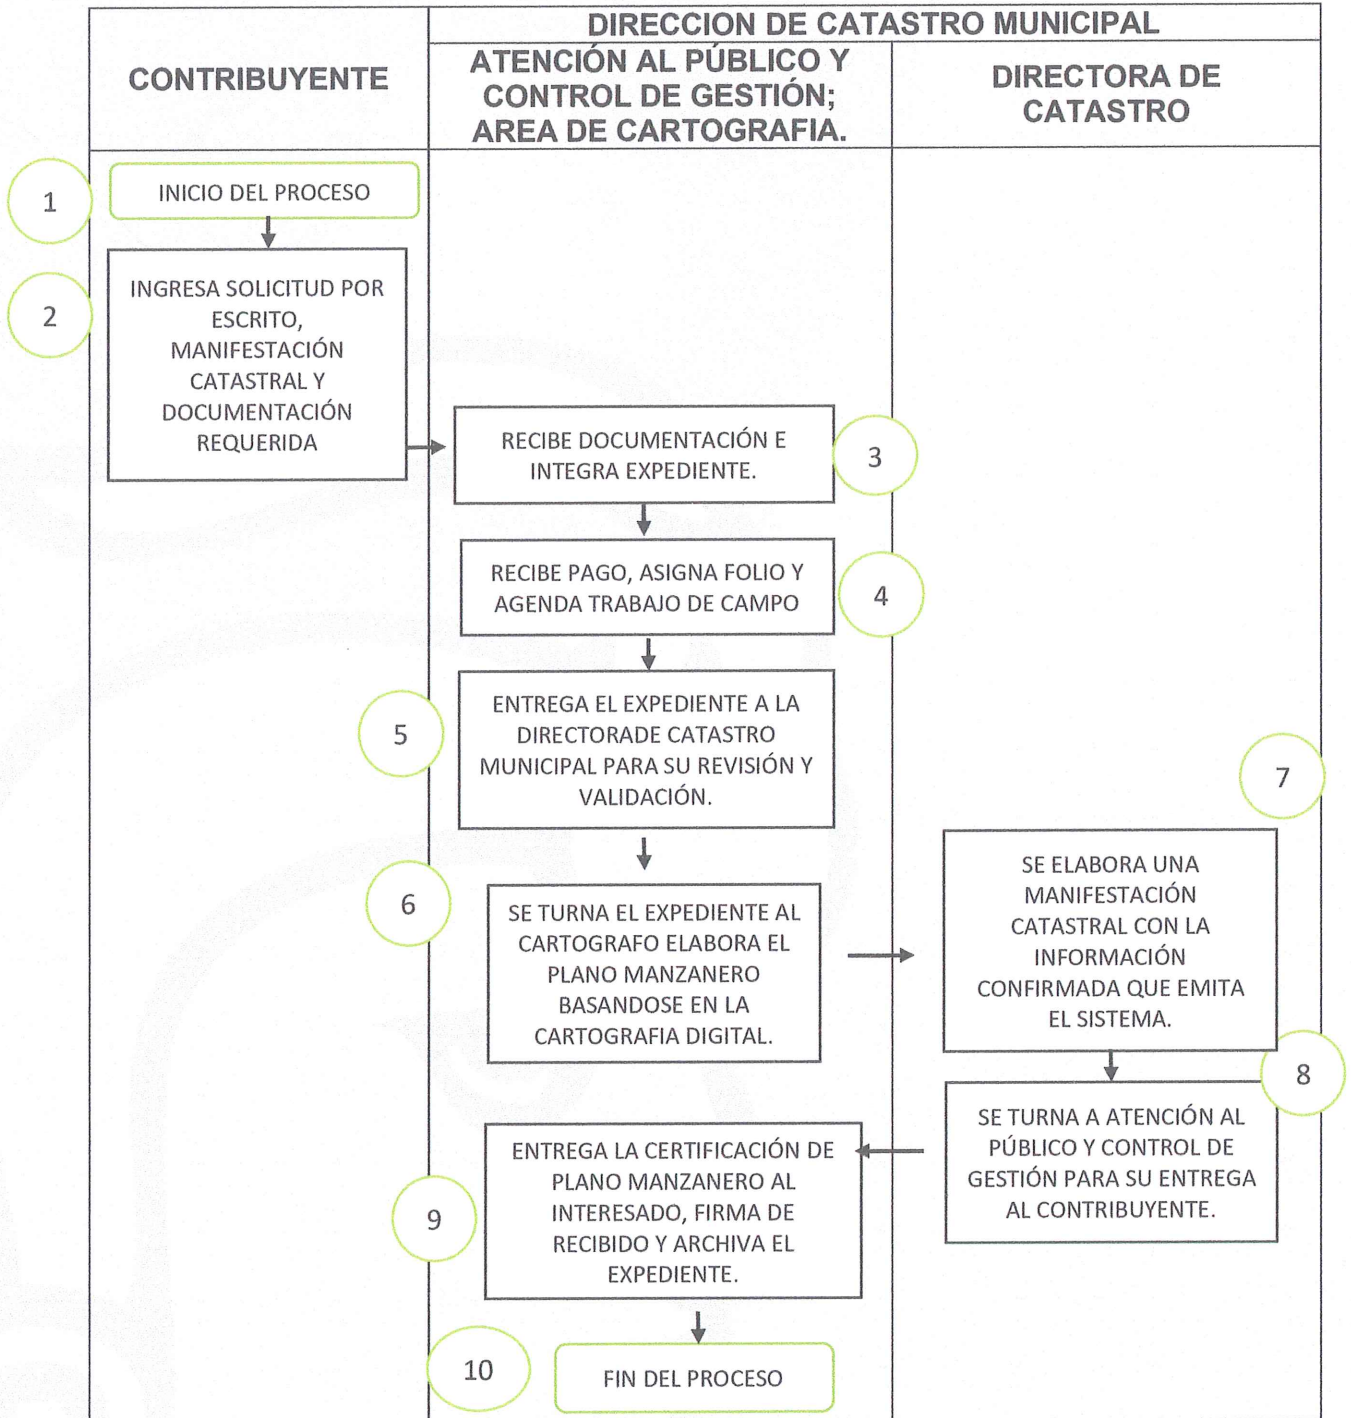 DIRECCION DE CATASTRO MUNICIPAL
CONTRIBUYENTE
ATENCIÓN AL PÚBLICO Y
CONTROL DE GESTIÓN;
AREA DE CARTOGRAFIA.
DIRECTORA DE
CATASTRO
1
INICIO DEL PROCESO
2
INGRESA SOLICITUD POR
ESCRITO,
MANIFESTACIÓN
CATASTRAL Y
DOCUMENTACIÓN
REQUERIDA
RECIBE DOCUMENTACIÓN E
INTEGRA EXPEDIENTE.
3
RECIBE PAGO, ASIGNA FOLIO Y
AGENDA TRABAJO DE CAMPO
4
5
ENTREGA EL EXPEDIENTE A LA
DIRECTORADE CATASTRO
MUNICIPAL PARA SU REVISIÓN Y
VALIDACIÓN.
6
SE TURNA EL EXPEDIENTE AL
CARTOGRAFO ELABORA EL
PLANO MANZANERO
BASANDOSE EN LA
CARTOGRAFIA DIGITAL.
7
SE ELABORA UNA
MANIFESTACIÓN
CATASTRAL CON LA
INFORMACIÓN
CONFIRMADA QUE EMITA
EL SISTEMA.
8
SE TURNA A ATENCIÓN AL
PÚBLICO Y CONTROL DE
GESTIÓN PARA SU ENTREGA
AL CONTRIBUYENTE.
9
ENTREGA LA CERTIFICACIÓN DE
PLANO MANZANERO AL
INTERESADO, FIRMA DE
RECIBIDO Y ARCHIVA EL
EXPEDIENTE.
10
FIN DEL PROCESO